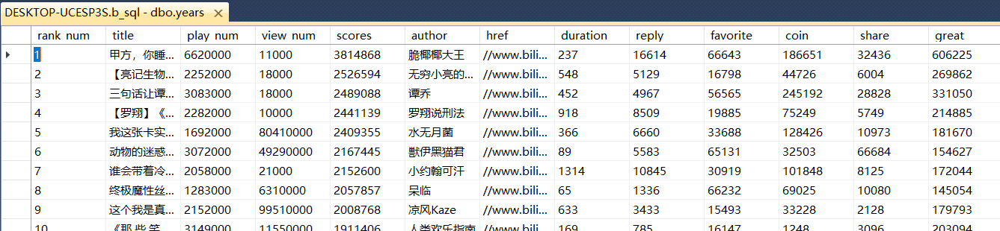 DESKTOP-UCESP3S.b_sql - dbo.years
rank_num title play_num view_num scores author href duration reply favorite coin share great
1 甲方，你睡... 6620000 11000 3814868 脆椰椰大王 //www.bili... 237 16614 66643 186651 32436 606225
2 【亮记生物... 2252000 18000 2526594 无穷小亮的... //www.bili... 548 5129 16798 44726 6004 269862
3 三句话让谭... 3083000 18000 2489088 谭乔 //www.bili... 452 4967 56565 245192 28828 331050
4 【罗翔】《... 2282000 10000 2441139 罗翔说刑法 //www.bili... 918 8509 19885 75249 5749 214885
5 我这张卡实... 1692000 80410000 2409355 水无月菌 //www.bili... 366 6660 33688 128426 10973 181670
6 动物的迷惑... 3072000 49290000 2167445 獣伊黑猫君 //www.bili... 89 5583 65131 32503 66684 154627
7 谁会带着冷... 2058000 21000 2152600 小约翰可汗 //www.bili... 1314 10845 30919 101848 8125 172044
8 终极魔性丝... 1283000 6310000 2057857 呆临 //www.bili... 65 1336 66232 69025 10080 145054
9 这个我是真... 2152000 99510000 2008768 凉风Kaze //www.bili... 633 3433 15493 33228 2128 179793
10 《那些笑... 3149000 11550000 1911406 人类欢乐指南 //www.bili... 169 785 16147 1248 3096 203094